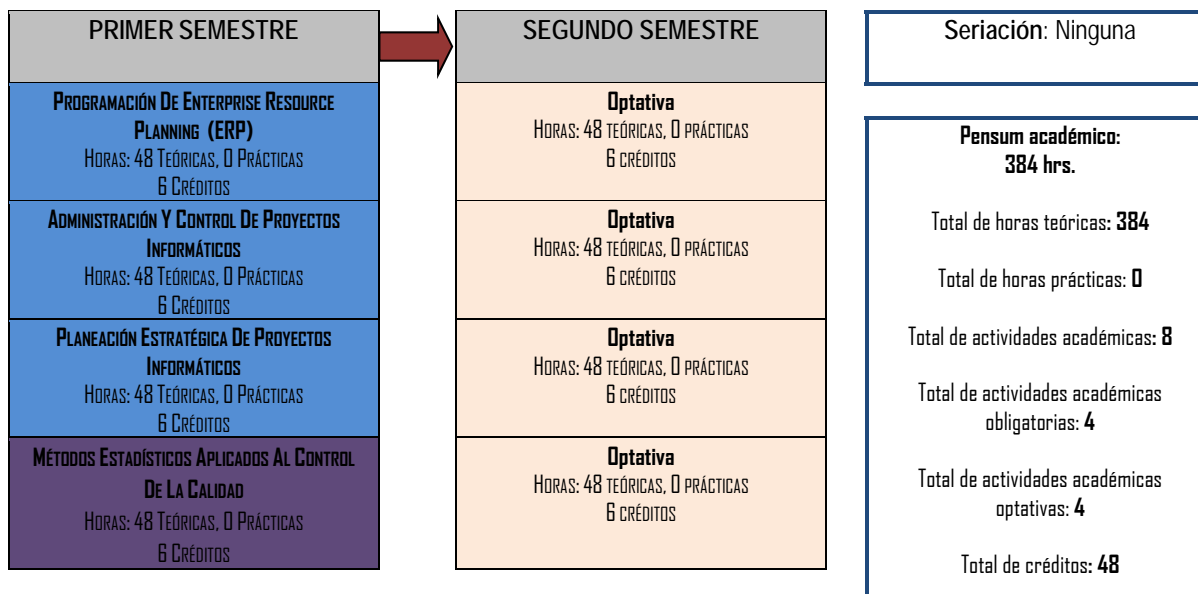 PRIMER SEMESTRE
PROGRAMACIÓN DE ENTERPRISE RESOURCE
PLANNING (ERP)
HORAS: 48 TEÓRICAS, 0 PRÁCTICAS
6 CRÉDITOS
ADMINISTRACIÓN Y CONTROL DE PROYECTOS
INFORMÁTICOS
HORAS: 48 TEÓRICAS, 0 PRÁCTICAS
6 CRÉDITOS
PLANEACIÓN ESTRATÉGICA DE PROYECTOS
INFORMÁTICOS
HORAS: 48 TEÓRICAS, 0 PRÁCTICAS
6 CRÉDITOS
MÉTODOS ESTADÍSTICOS APLICADOS AL CONTROL
DE LA CALIDAD
HORAS: 48 TEÓRICAS, 0 PRÁCTICAS
6 CRÉDITOS
SEGUNDO SEMESTRE
Optativa
HORAS: 48 TEÓRICAS, 0 PRÁCTICAS
6 CRÉDITOS
Optativa
HORAS: 48 TEÓRICAS, 0 PRÁCTICAS
6 CRÉDITOS
Optativa
HORAS: 48 TEÓRICAS, 0 PRÁCTICAS
6 CRÉDITOS
Optativa
HORAS: 48 TEÓRICAS, 0 PRÁCTICAS
6 CRÉDITOS
Seriación: Ninguna
Pensum académico:
384 hrs.
Total de horas teóricas: 384
Total de horas prácticas: 0
Total de actividades académicas: 8
Total de actividades académicas
obligatorias: 4
Total de actividades académicas
optativas: 4
Total de créditos: 48